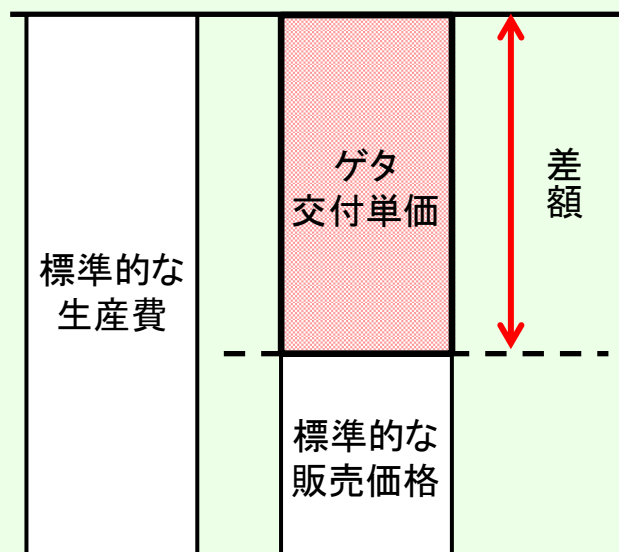 標準的な
生産費
ゲタ
交付単価
標準的な
販売価格
差
額